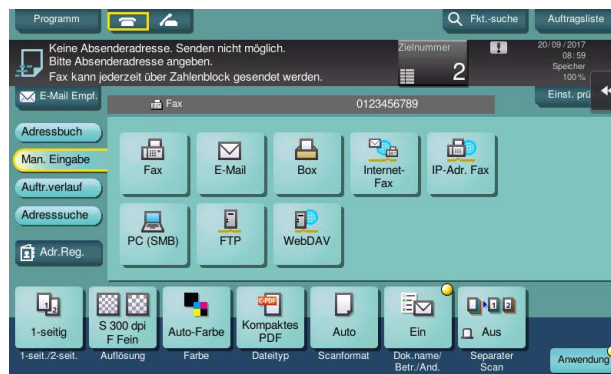 Programm
Fkt.-suche
Auftragsliste
Keine Absenderadresse. Senden nicht möglich.
Bitte Absenderadresse angeben.
Fax kann jederzeit über Zahlenblock gesendet werden.
Zielnummer
2
20/09/2017
08:59
Speicher
100 %
E-Mail Empf.
Fax
0123456789
Einst. prü
Adressbuch
Man. Eingabe
Auftr.verlauf
Adresssuche
Adr.Reg.
Fax
E-Mail
Box
Internet-
Fax
IP-Adr. Fax
PC (SMB)
FTP
WebDAV
1-seitig
S 300 dpi
F Fein
Auto-Farbe
C-PDF
Kompaktes
PDF
Auto
Ein
Aus
1-seit./2-seit.
Auflösung
Farbe
Dateityp
Scanformat
Dok.name/
Betr./And.
Separater
Scan
Anwendung